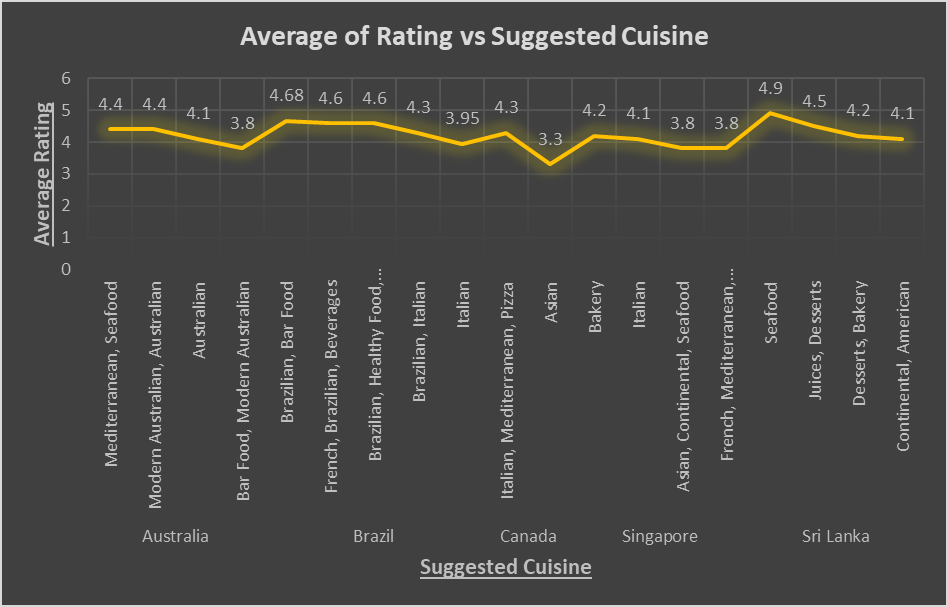 Average of Rating vs Suggested Cuisine
Average Rating
6
5
4
3
2
1
0
4.4
4.4
4.1
3.8
4.68
4.6
4.6
4.3
3.95
4.3
3.3
4.2
4.1
3.8
3.8
4.9
4.5
4.2
4.1
Mediterranean, Seafood
Modern Australian, Australian
Australian
Bar Food, Modern Australian
Brazilian, Bar Food
French, Brazilian, Beverages
Brazilian, Healthy Food,...
Brazilian, Italian
Italian
Italian, Mediterranean, Pizza
Asian
Bakery
Italian
Asian, Continental, Seafood
French, Mediterranean,...
Seafood
Juices, Desserts
Desserts, Bakery
Continental, American
Australia
Brazil
Canada
Singapore
Sri Lanka
Suggested Cuisine